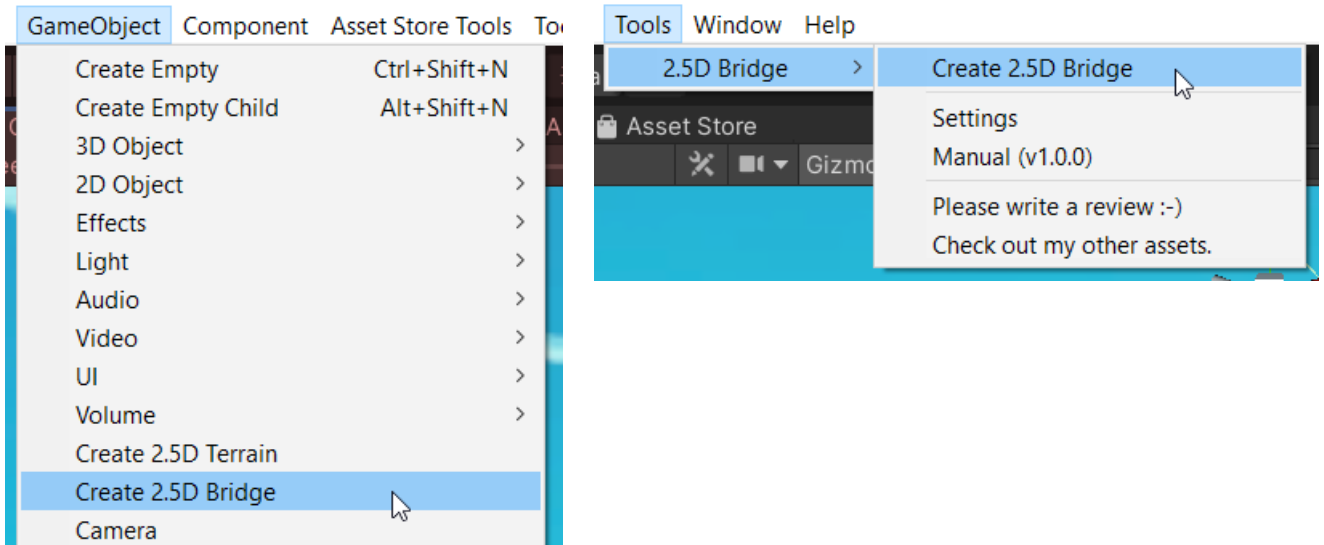 GameObject Component Asset Store Tools
Create Empty Ctrl+Shift+N
Create Empty Child Alt+Shift+N
3D Object >
2D Object >
Effects >
Light >
Audio >
Video >
UI >
Volume >
Create 2.5D Terrain
Create 2.5D Bridge
Camera
Tools Window Help
2.5D Bridge >
Create 2.5D Bridge
Settings
Manual (v1.0.0)
Please write a review :-)
Check out my other assets.
Asset Store
Gizmo